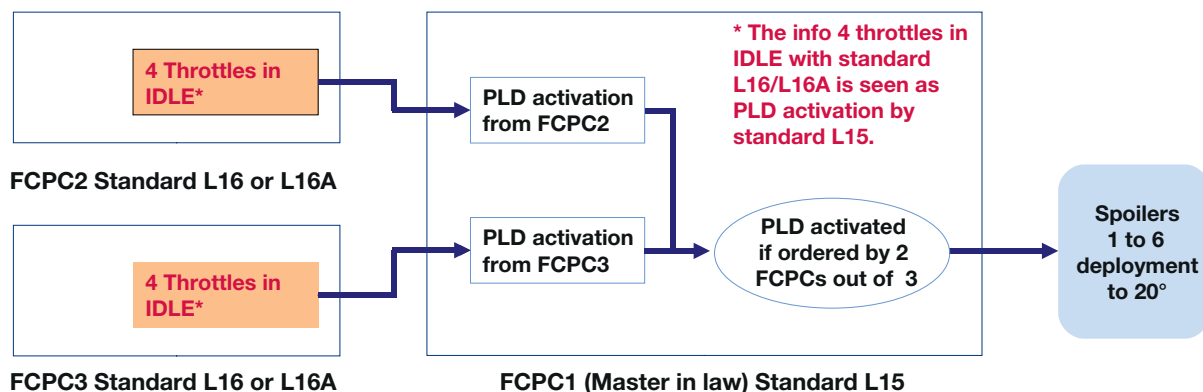 4 Throttles in
IDLE*
FCPC2 Standard L16 or L16A
4 Throttles in
IDLE*
FCPC3 Standard L16 or L16A
PLD activation
from FCPC2
PLD activation
from FCPC3
* The info 4 throttles in
IDLE with standard
L16/L16A is seen as
PLD activation by
standard L15.
PLD activated
if ordered by 2
FCPCs out of 3
FCPC1 (Master in law) Standard L15
Spoilers
1 to 6
deployment
to 20°